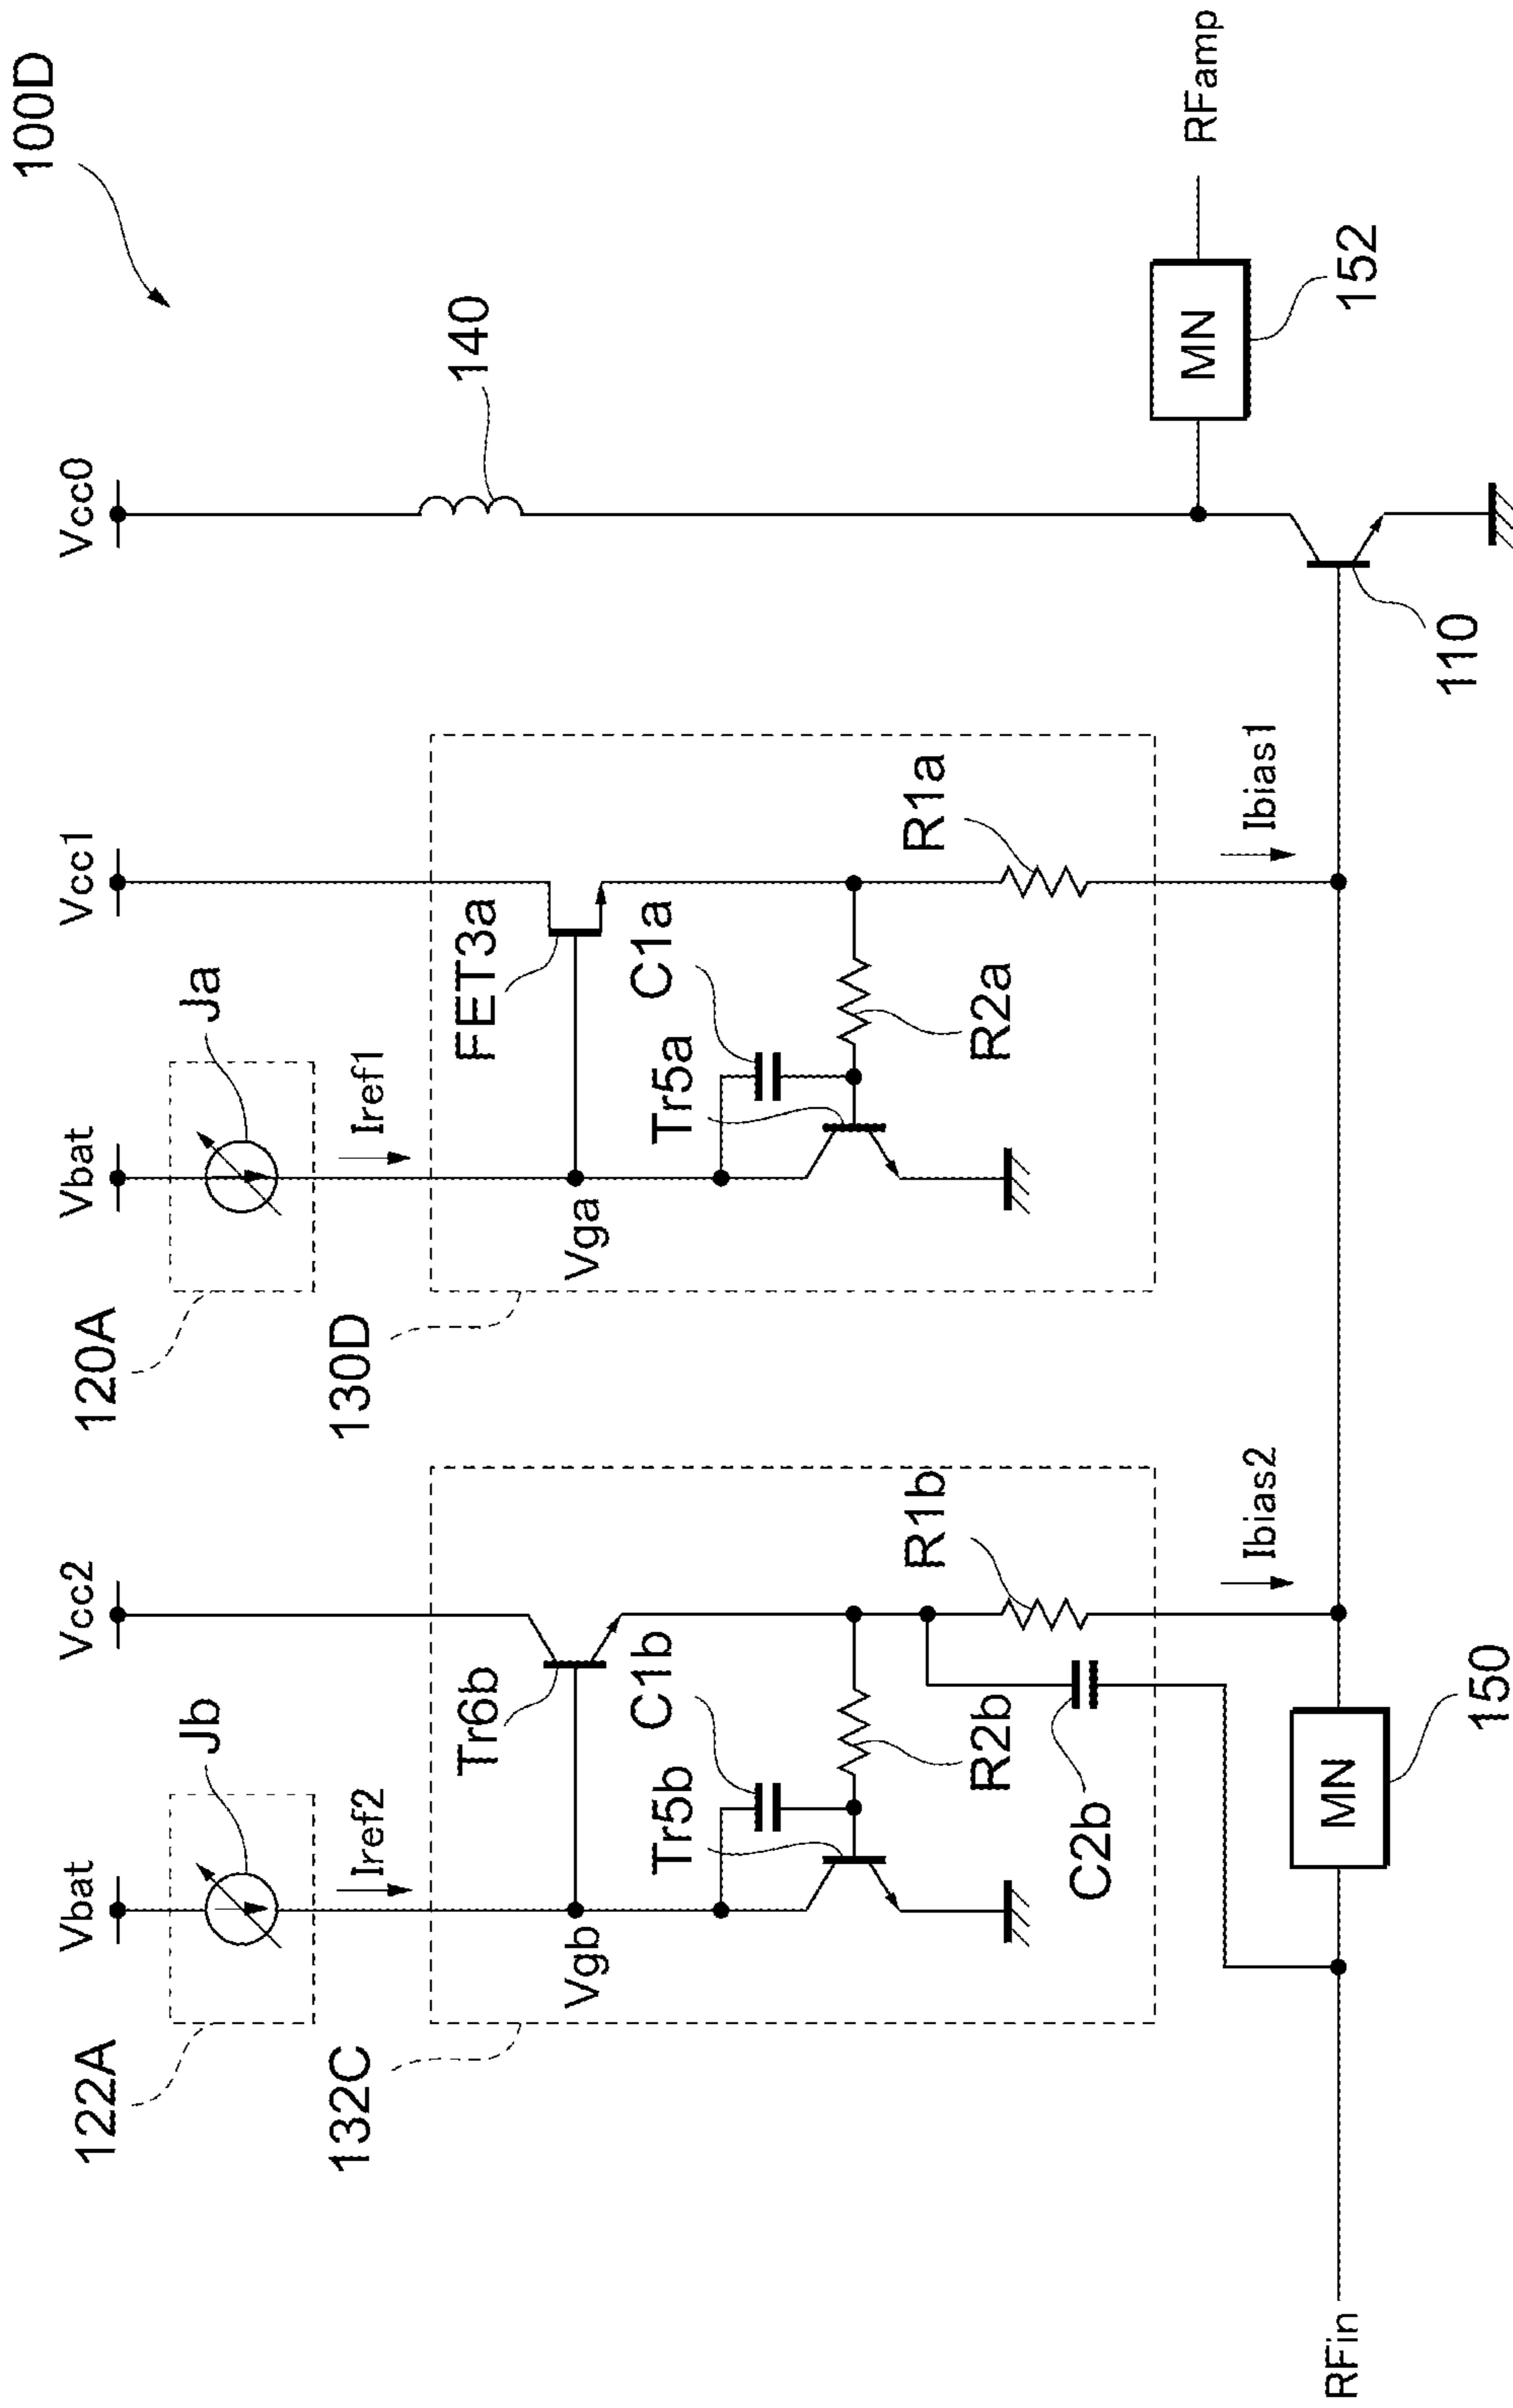 100D
Vbat
Vcc2
Vbat
Vcc1
Vcc0
122A
Jb
120A
Ja
140
Iref2
Iref1
132C
Tr6b
130D
FET3a
Vgb
C1b
Vga
C1a
Tr5b
Tr5a
R2b
R1b
R2a
R1a
C2b
Ibias2
Ibias1
RFin
MN
150
110
MN
152
RFamp